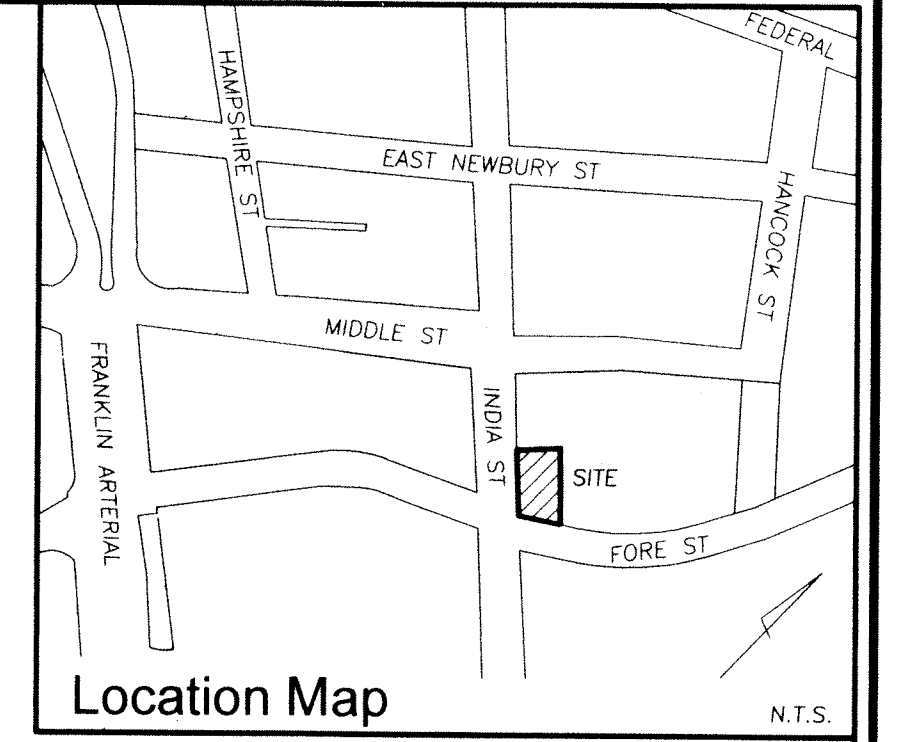 FEDERAL
HAMPSHIRE ST
EAST NEWBURY ST
HANCOCK ST
MIDDLE ST
FRANKLIN ARTERIAL
INDIA ST
SITE
FORE ST
Location Map
N.T.S.